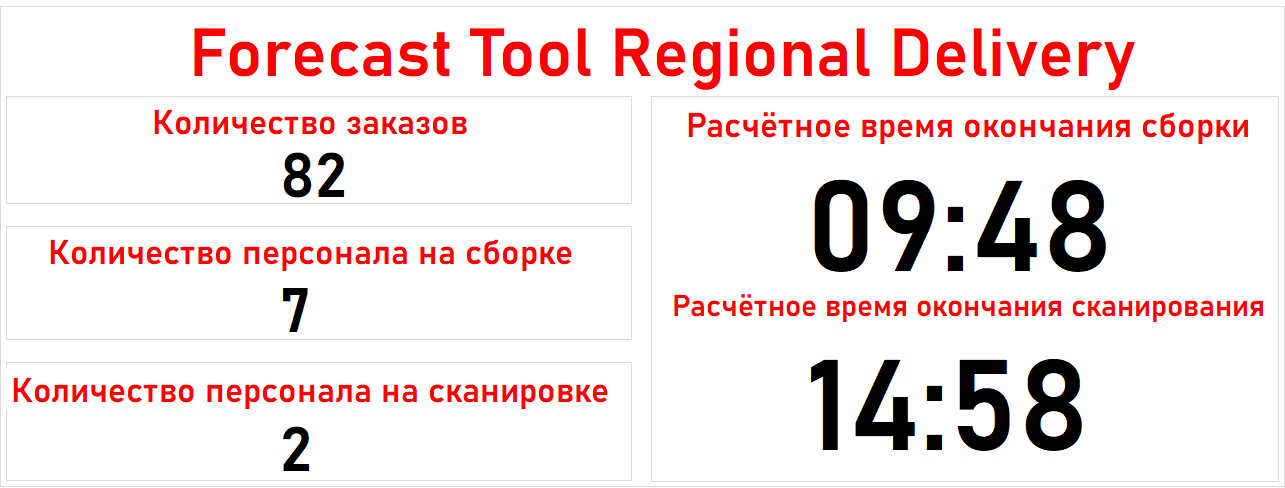 Forecast Tool Regional Delivery
Количество заказов
82
Количество персонала на сборке
7
Количество персонала на сканировке
2
Расчётное время окончания сборки
09:48
Расчётное время окончания сканирования
14:58